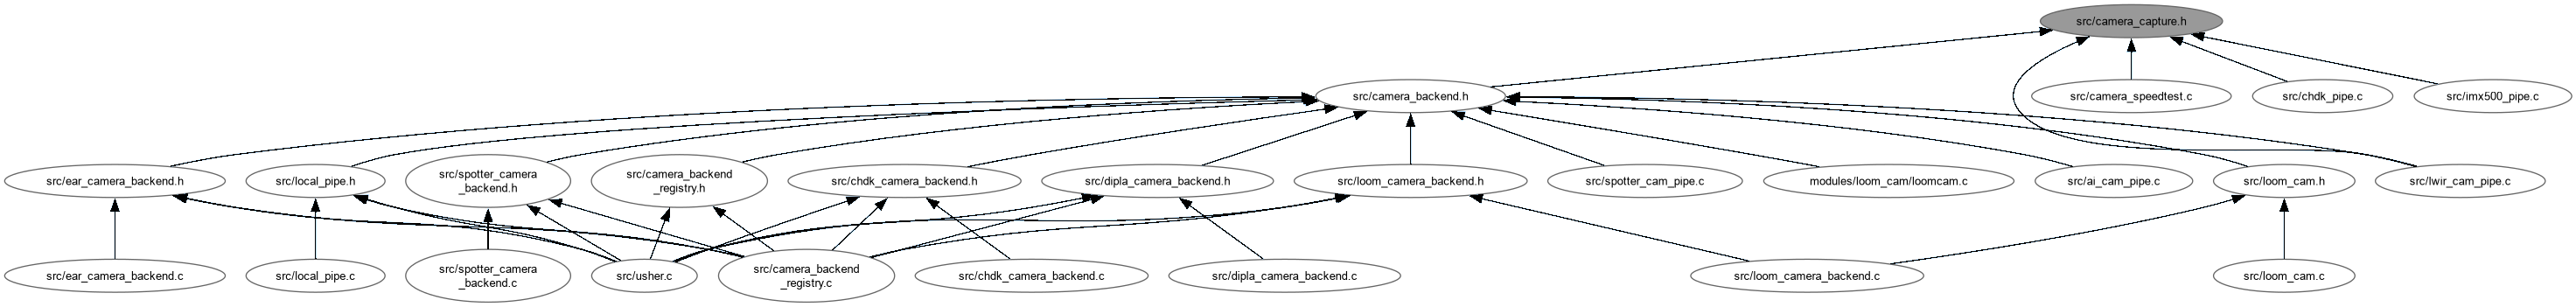 src/camera_capture.h
src/camera_backend.h
src/camera_speedtest.c
src/chdk_pipe.c
src/imx500_pipe.c
src/ear_camera_backend.h
src/local_pipe.h
src/spotter_camera
_backend.h
src/camera_backend
_registry.h
src/chdk_camera_backend.h
src/dipla_camera_backend.h
src/loom_camera_backend.h
src/spotter_cam_pipe.c
modules/loom_cam/loomcam.c
src/ai_cam_pipe.c
src/loom_cam.h
src/lwir_cam_pipe.c
src/ear_camera_backend.c
src/local_pipe.c
src/spotter_camera
_backend.c
src/usher.c
src/camera_backend
_registry.c
src/chdk_camera_backend.c
src/dipla_camera_backend.c
src/loom_camera_backend.c
src/loom_cam.c